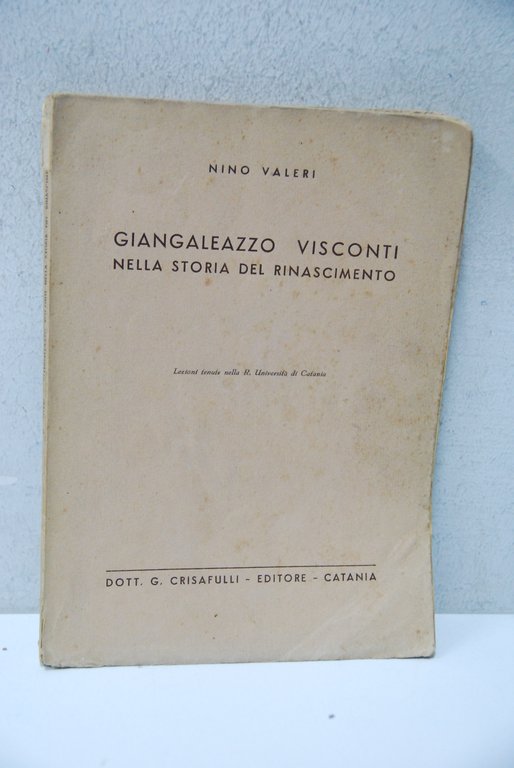 NINO VALERI
GIANGALEAZZO VISCONTI
NELLA STORIA DEL RINASCIMENTO
Lezioni tenute nella R. Università di Catania
DOTT. G. CRISAFULLI - EDITORE - CATANIA